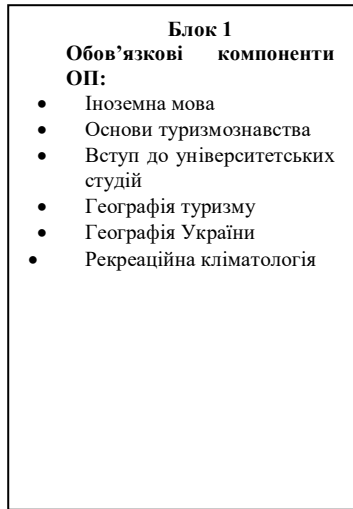 Блок 1
Обов’язкові компоненти
ОП:
• Іноземна мова
• Основи туризмознавства
• Вступ до університетських
студій
• Географія туризму
• Географія України
• Рекреаційна кліматологія